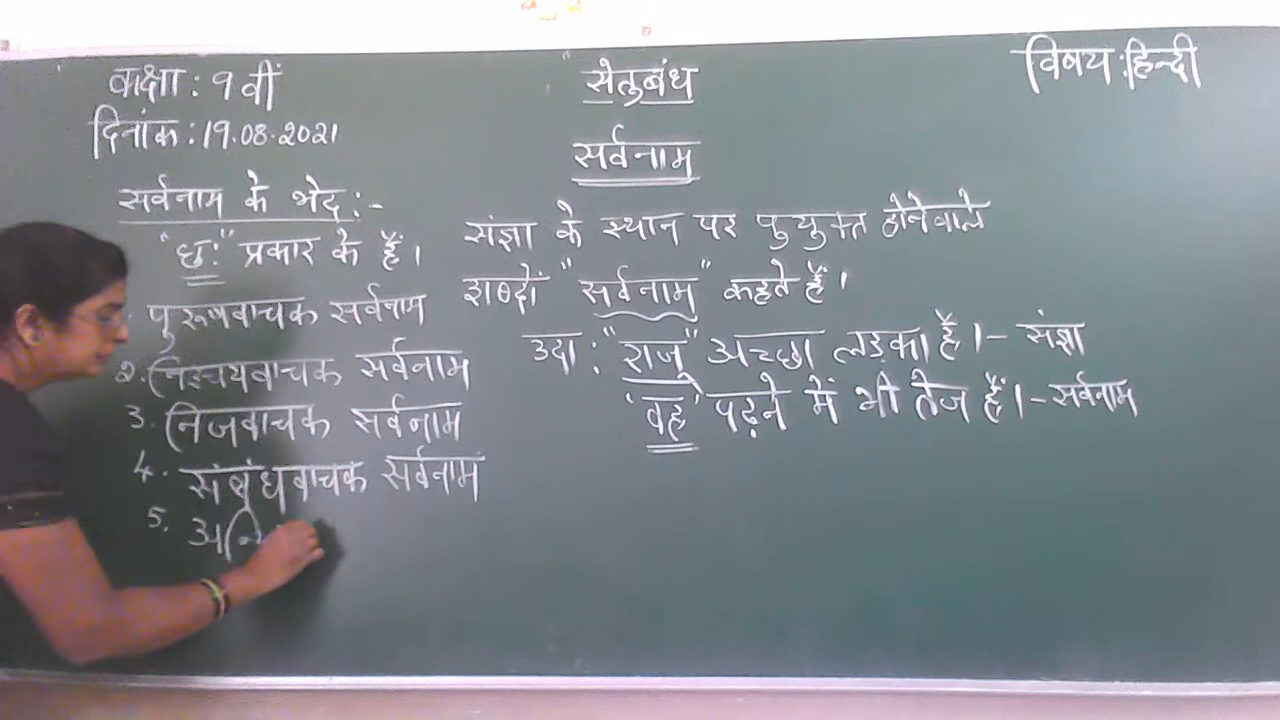 कक्षा : 9 वीं
दिनांक : 19.08.2021
सेतुबंध
विषय : हिन्दी
सर्वनाम
सर्वनाम के भेद :-
"छः" प्रकार के हैं।
पुरूषवाचक सर्वनाम
2. निश्चयवाचक सर्वनाम
3. निजवाचक सर्वनाम
4. संबंधवाचक सर्वनाम
5. अनि
संज्ञा के स्थान पर प्रयुक्त होनेवाले
शब्दों "सर्वनाम" कहते हैं।
उदा : "राज" अच्छा लडका है।- संज्ञा
'वह' पढ़ने में भी तेज हैं।- सर्वनाम